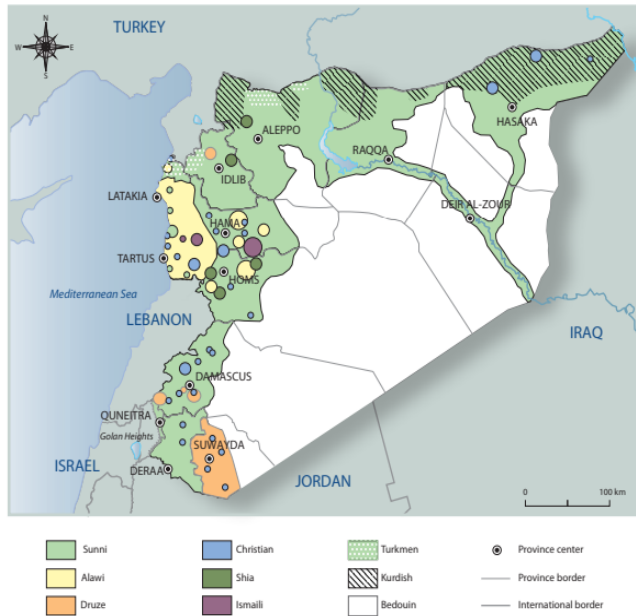 TURKEY
N
W E
S
HASAKA
ALEPPO
RAQQA
IDLIB
LATAKIA
DEIR AL-ZOUR
HAMA
TARTUS
HOMS
Mediterranean Sea
LEBANON
IRAQ
DAMASCUS
QUNEITRA
Golan Heights
SUWAYDA
ISRAEL
DERAA
JORDAN
0 100 km
Sunni Christian Turkmen Province center
Alawi Shia Kurdish Province border
Druze Ismaili Bedouin International border